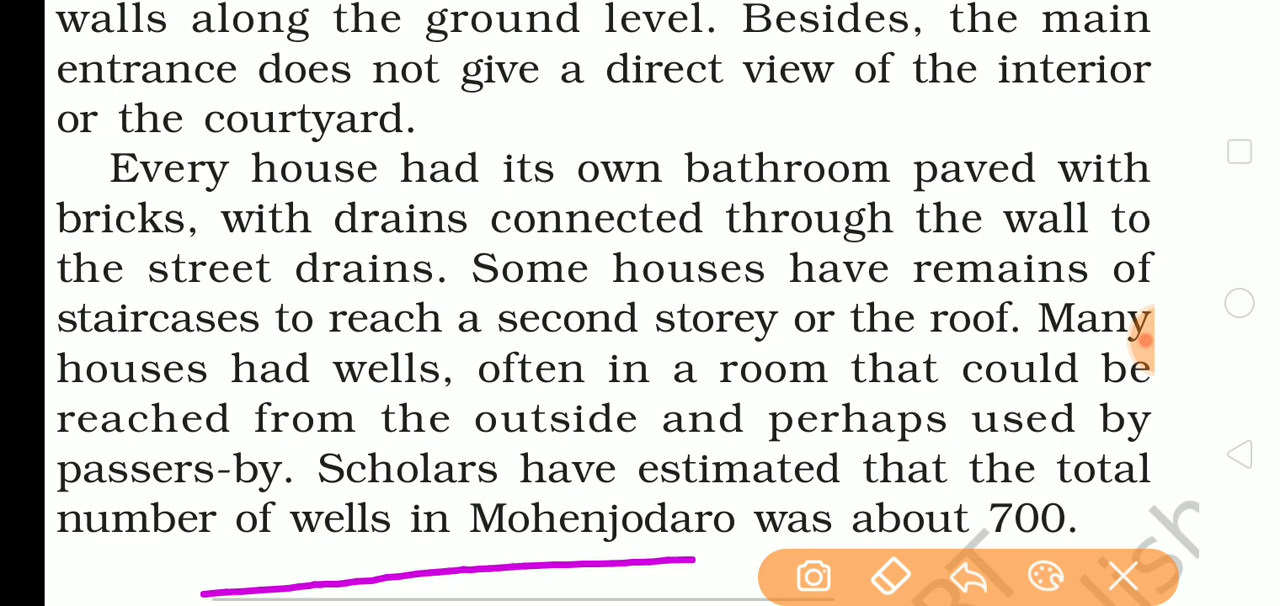 walls along the ground level. Besides, the main
entrance does not give a direct view of the interior
or the courtyard.
Every house had its own bathroom paved with
bricks, with drains connected through the wall to
the street drains. Some houses have remains of
staircases to reach a second storey or the roof. Many
houses had wells, often in a room that could be
reached from the outside and perhaps used by
passers-by. Scholars have estimated that the total
number of wells in Mohenjodaro was about 700.